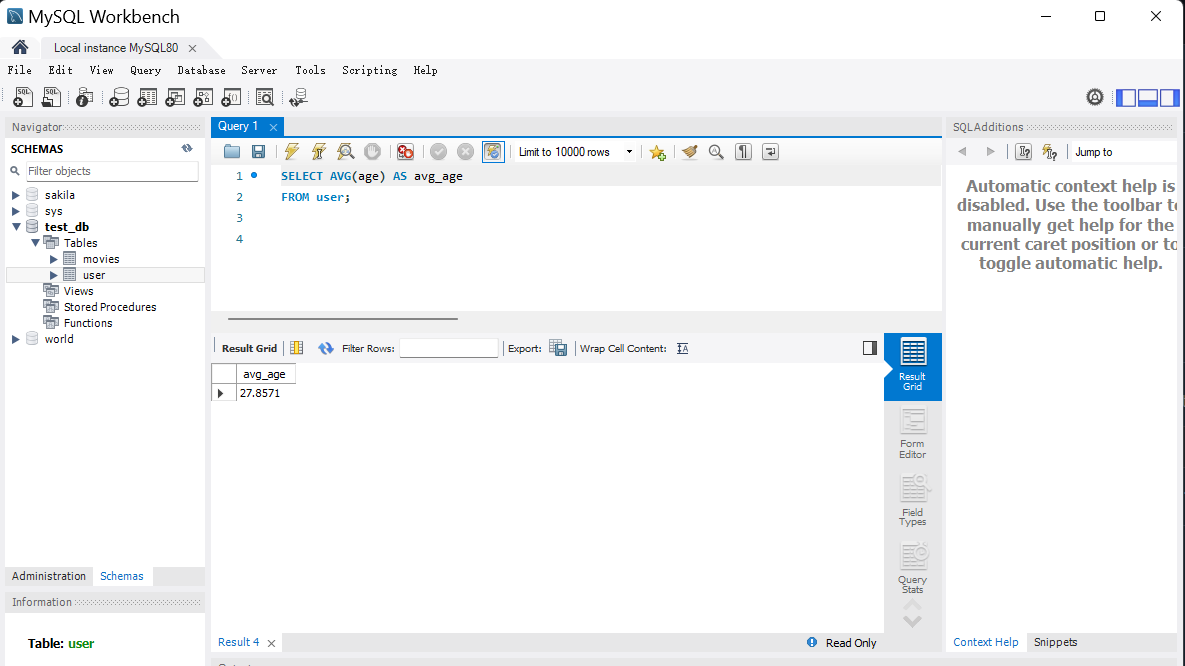 MySQL Workbench
Local instance MySQL80
File Edit View Query Database Server Tools Scripting Help
Navigator
SCHEMAS
Filter objects
sakila
sys
test_db
Tables
movies
user
Views
Stored Procedures
Functions
world
Administration Schemas
Information
Table: user
Query 1
Limit to 10000 rows
1 SELECT AVG(age) AS avg_age
2 FROM user;
3
4
Result Grid Filter Rows: Export: Wrap Cell Content:
avg_age
27.8571
Result
Grid
Form
Editor
Field
Types
Query
Stats
Result 4
Read Only
SQLAdditions
Jump to
Automatic context help is
disabled. Use the toolbar to
manually get help for the
current caret position or to
toggle automatic help.
Context Help Snippets